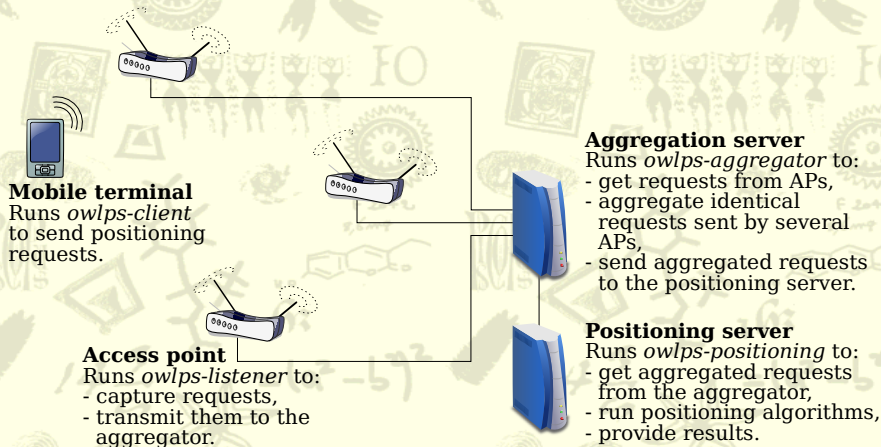 Mobile terminal
Runs owlps-client
to send positioning
requests.
Access point
Runs owlps-listener to:
- capture requests,
- transmit them to the
aggregator.
Aggregation server
Runs owlps-aggregator to:
- get requests from APs,
- aggregate identical
requests sent by several
APs,
- send aggregated requests
to the positioning server.
Positioning server
Runs owlps-positioning to:
- get aggregated requests
from the aggregator,
- run positioning algorithms,
- provide results.